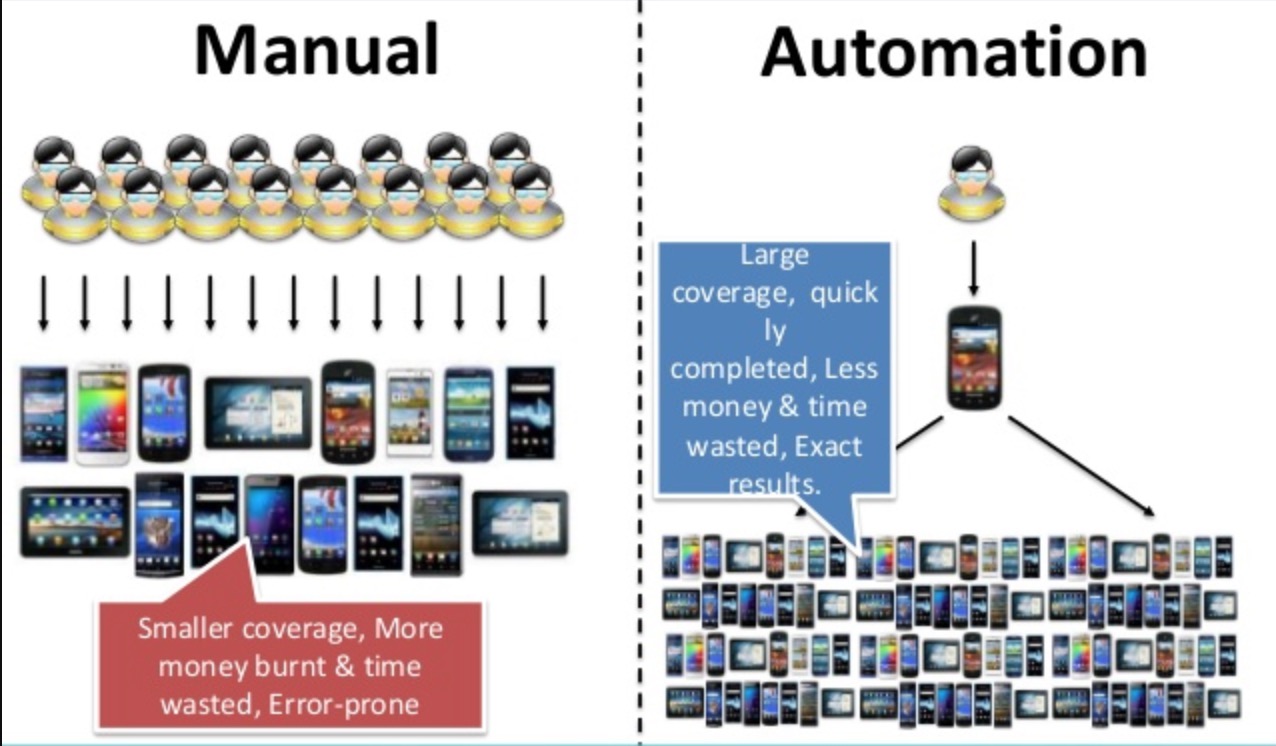 Manual
Automation
Large
coverage, quick
ly
completed, Less
money & time
wasted, Exact
results.
Smaller coverage, More
money burnt & time
wasted, Error-prone